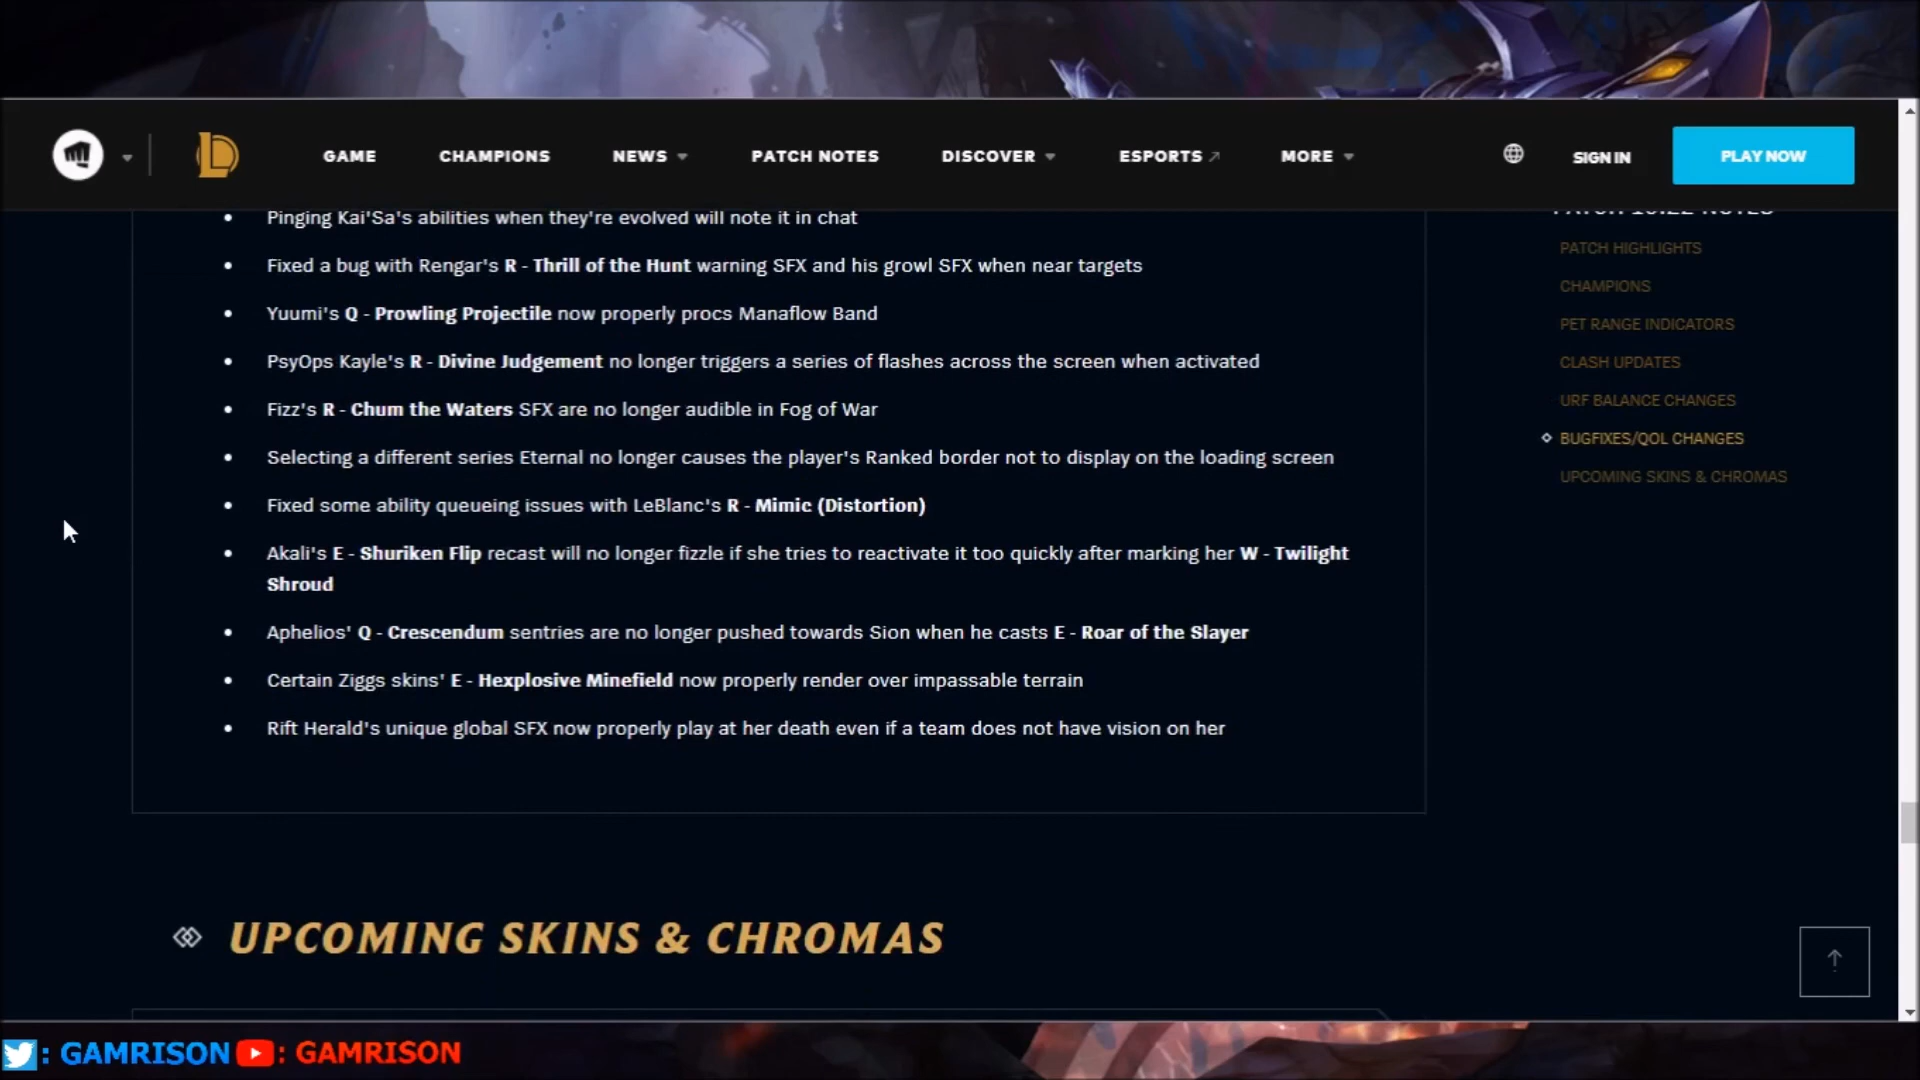 GAME CHAMPIONS NEWS PATCH NOTES DISCOVER ESPORTS MORE SIGN IN PLAY NOW
Pinging Kai'Sa's abilities when they're evolved will note it in chat
Fixed a bug with Rengar's R - Thrill of the Hunt warning SFX and his growl SFX when near targets
Yuumi's Q - Prowling Projectile now properly procs Manaflow Band
PsyOps Kayle's R - Divine Judgement no longer triggers a series of flashes across the screen when activated
Fizz's R - Chum the Waters SFX are no longer audible in Fog of War
Selecting a different series Eternal no longer causes the player's Ranked border not to display on the loading screen
Fixed some ability queueing issues with LeBlanc's R - Mimic (Distortion)
Akali's E - Shuriken Flip recast will no longer fizzle if she tries to reactivate it too quickly after marking her W - Twilight
Shroud
Aphelios' Q - Crescendum sentries are no longer pushed towards Sion when he casts E - Roar of the Slayer
Certain Ziggs skins' E - Hexplosive Minefield now properly render over impassable terrain
Rift Herald's unique global SFX now properly play at her death even if a team does not have vision on her
PATCH 10.22 NOTES
PATCH HIGHLIGHTS
CHAMPIONS
PET RANGE INDICATORS
CLASH UPDATES
URF BALANCE CHANGES
BUGFIXES/QOL CHANGES
UPCOMING SKINS & CHROMAS
UPCOMING SKINS & CHROMAS
: GAMRISON : GAMRISON